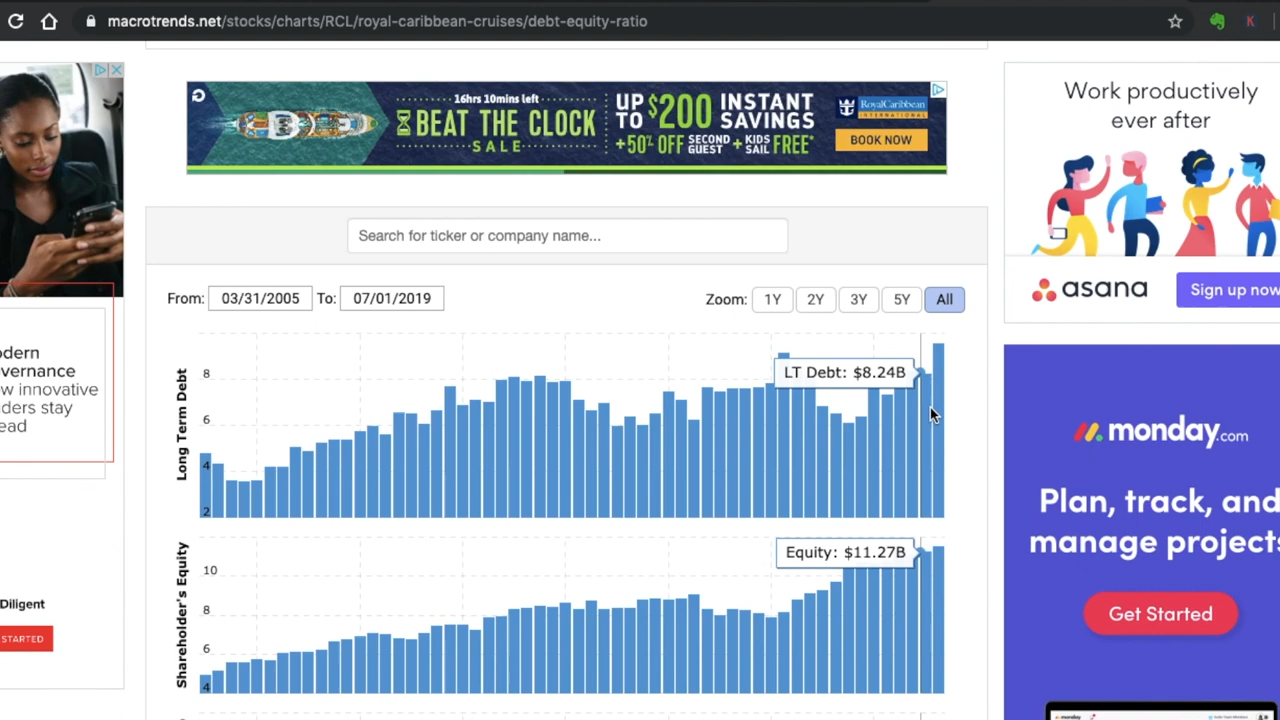 macrotrends.net/stocks/charts/RCL/royal-caribbean-cruises/debt-equity-ratio
K
16hrs 10mins left
BEAT THE CLOCK
SALE
UP TO $200 INSTANT SAVINGS
+50% OFF SECOND GUEST + KIDS SAIL FREE*
RoyalCaribbean
INTERNATIONAL
BOOK NOW
Work productively
ever after
asana
Sign up now
Search for ticker or company name...
From: 03/31/2005 To: 07/01/2019
Zoom: 1Y 2Y 3Y 5Y All
Long Term Debt
8
6
4
2
LT Debt: $8.24B
Shareholder's Equity
10
8
6
4
Equity: $11.27B
odern
vernance
w innovative
ders stay
ead
Diligent
STARTED
monday.com
Plan, track, and
manage projects
Get Started
monday